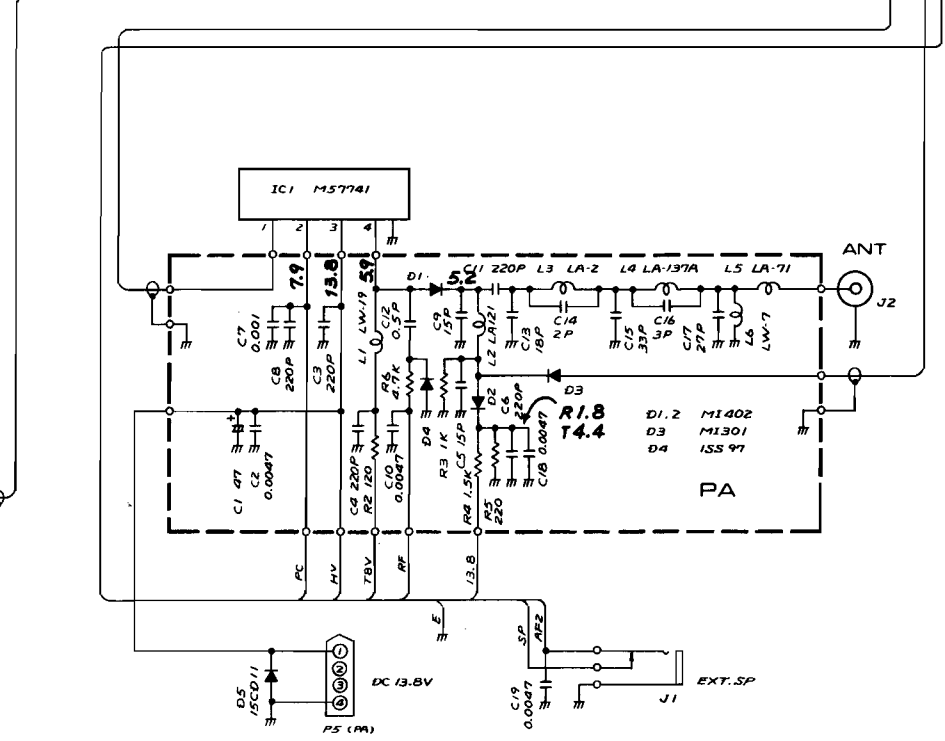 IC1 M57741
1 2 3 4
ANT
J2
7.9
13.8
5.9
D1
5.2
C11 220P
L3 LA-2
L4 LA-137A
L5 LA-71
C7 0.001
C8 220P
C3 220P
L1 LW-19
C12 0.5P
C9 15P
L2 LA121
C13 18P
C14 2P
C15 33P
C16 3P
C17 27P
L6 LW-7
R6 4.7K
D4
R3 1K
C5 15P
D2
C6 220P
D3
R1.8
T4.4
D1.2 MI402
D3 MI301
D4 1SS97
+
C1 47
C2 0.0047
C4 220P
R2 120
C10 0.0047
R4 1.5K
R5 220
C18 0.0047
PA
PC
HV
T8V
RF
13.8
E
SP
AF2
D5 15CD11
1
2
3
4
DC 13.8V
P5 (PA)
C19 0.0047
J1
EXT.SP